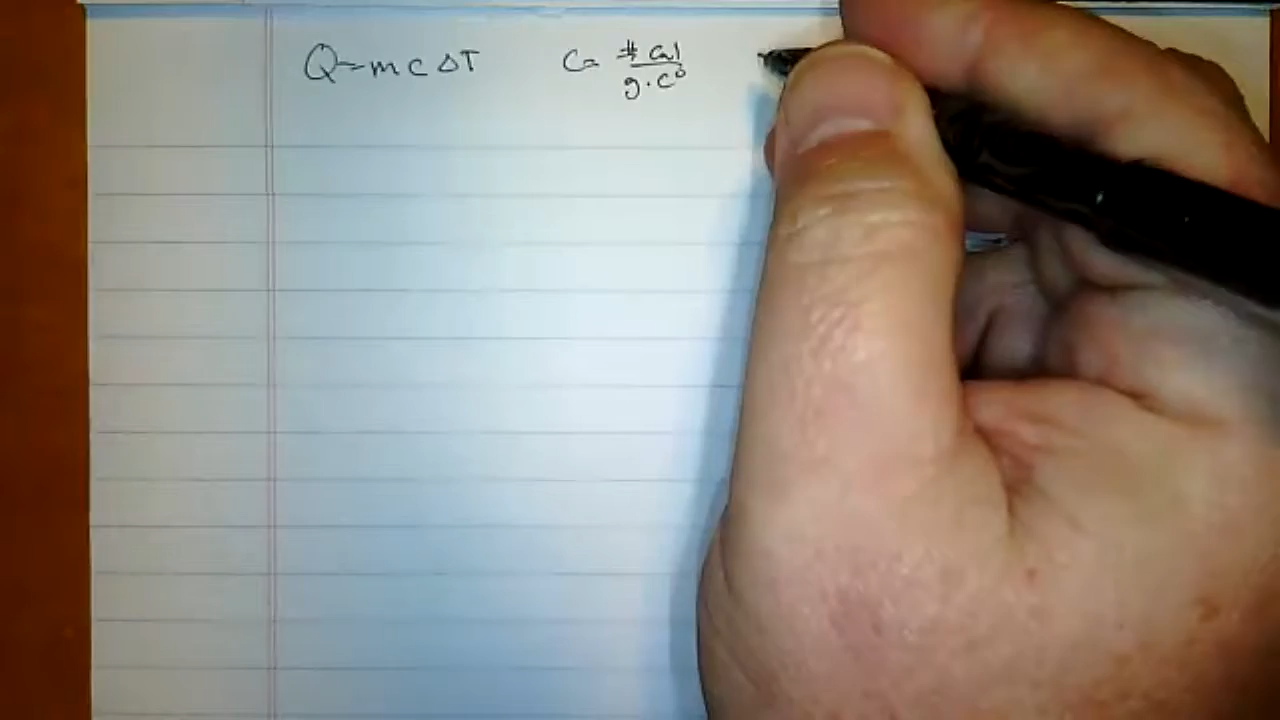 Q = mcΔT    C = # cal / g·C°